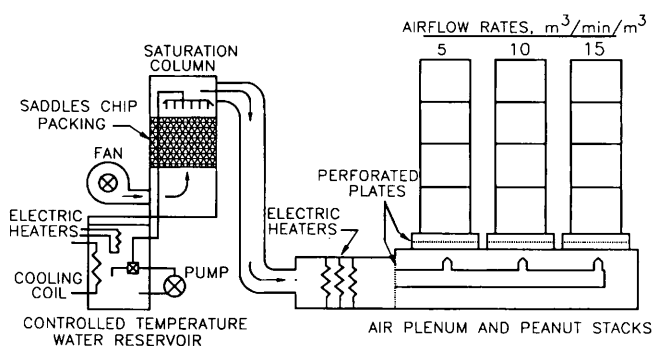 AIRFLOW RATES, m³/min/m³
5 10 15
SATURATION
COLUMN
SADDLES CHIP
PACKING
FAN
PERFORATED
PLATES
ELECTRIC
HEATERS
ELECTRIC
HEATERS
COOLING
COIL
PUMP
CONTROLLED TEMPERATURE
WATER RESERVOIR
AIR PLENUM AND PEANUT STACKS